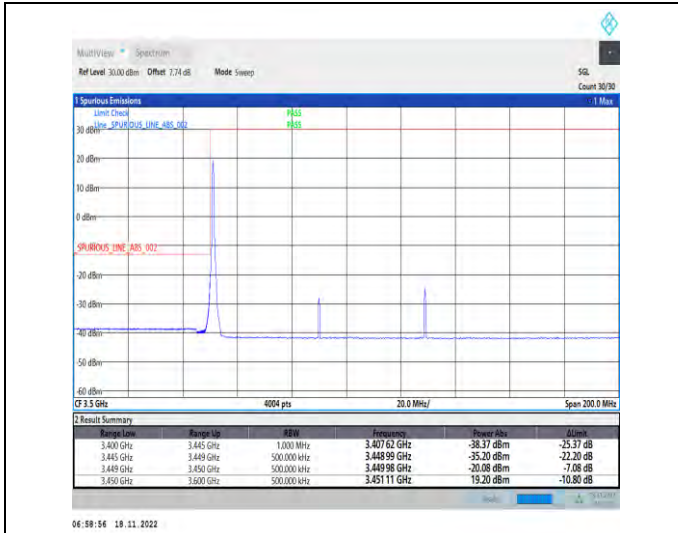 MultiView Spectrum
Ref Level 30.00 dBm Offset 7.74 dB Mode Sweep SGL
Count 30/30
1 Spurious Emissions 1 Max
Limit Check PASS
Line _SPURIOUS_LINE_ABS_002 PASS
30 dBm
20 dBm
10 dBm
0 dBm
_SPURIOUS_LINE_ABS_002
-20 dBm
-30 dBm
-40 dBm
-50 dBm
-60 dBm
CF 3.5 GHz 4004 pts 20.0 MHz/ Span 200.0 MHz
2 Result Summary
Range Low Range Up RBW Frequency Power Abs ΔLimit
3.400 GHz 3.445 GHz 1.000 MHz 3.407 62 GHz -38.37 dBm -25.37 dB
3.445 GHz 3.449 GHz 500.000 kHz 3.448 99 GHz -35.20 dBm -22.20 dB
3.449 GHz 3.450 GHz 500.000 kHz 3.449 98 GHz -20.08 dBm -7.08 dB
3.450 GHz 3.600 GHz 500.000 kHz 3.451 11 GHz 19.20 dBm -10.80 dB
06:58:56 18.11.2022